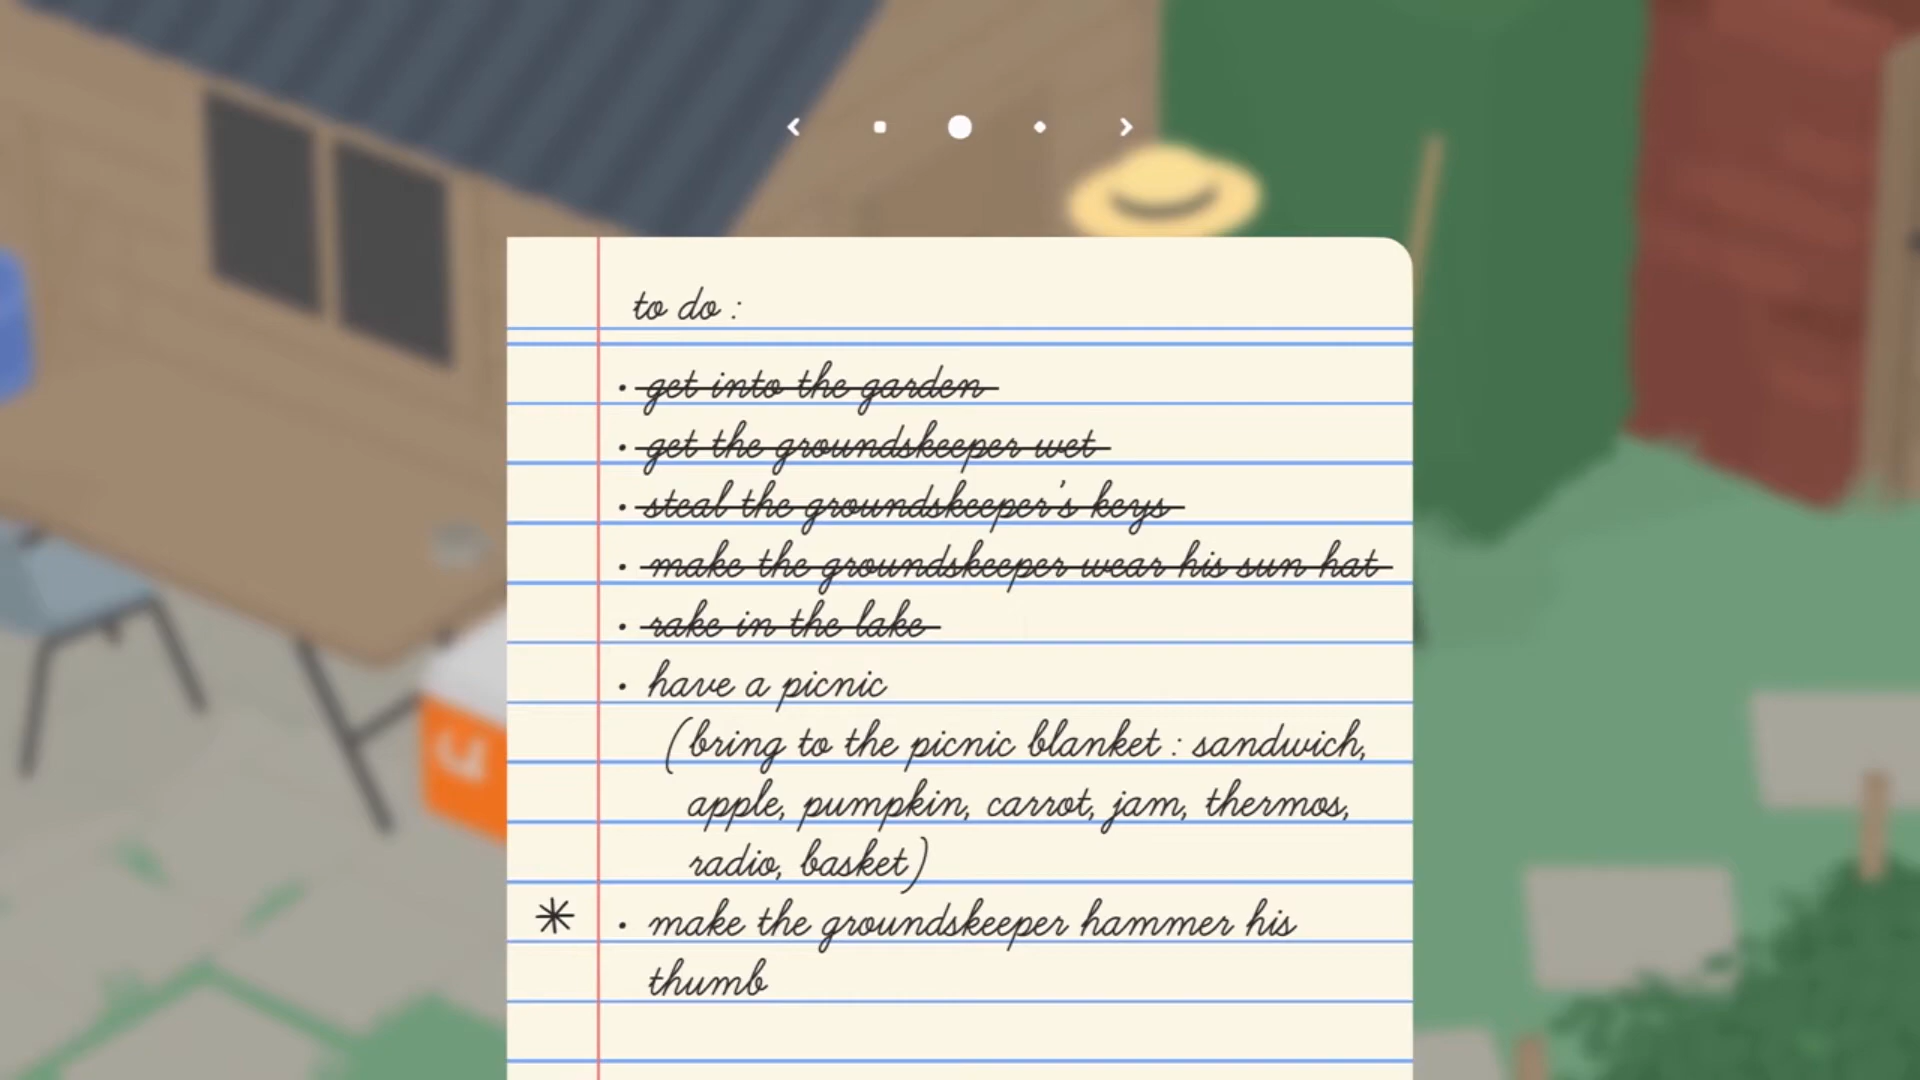 to do :
• get into the garden
• get the groundskeeper wet
• steal the groundskeeper's keys
• make the groundskeeper wear his sun hat
• rake in the lake
• have a picnic
(bring to the picnic blanket : sandwich,
apple, pumpkin, carrot, jam, thermos,
radio, basket)
• make the groundskeeper hammer his
thumb